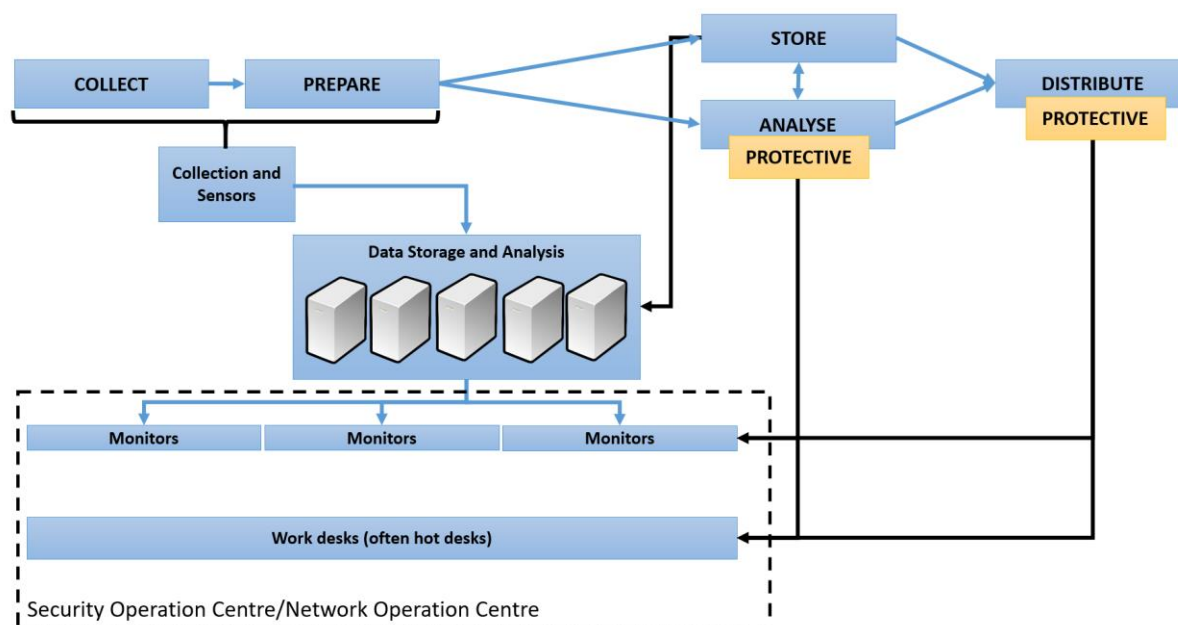 STORE
COLLECT
PREPARE
DISTRIBUTE
PROTECTIVE
ANALYSE
PROTECTIVE
Collection and
Sensors
Data Storage and Analysis
Monitors
Monitors
Monitors
Work desks (often hot desks)
Security Operation Centre/Network Operation Centre